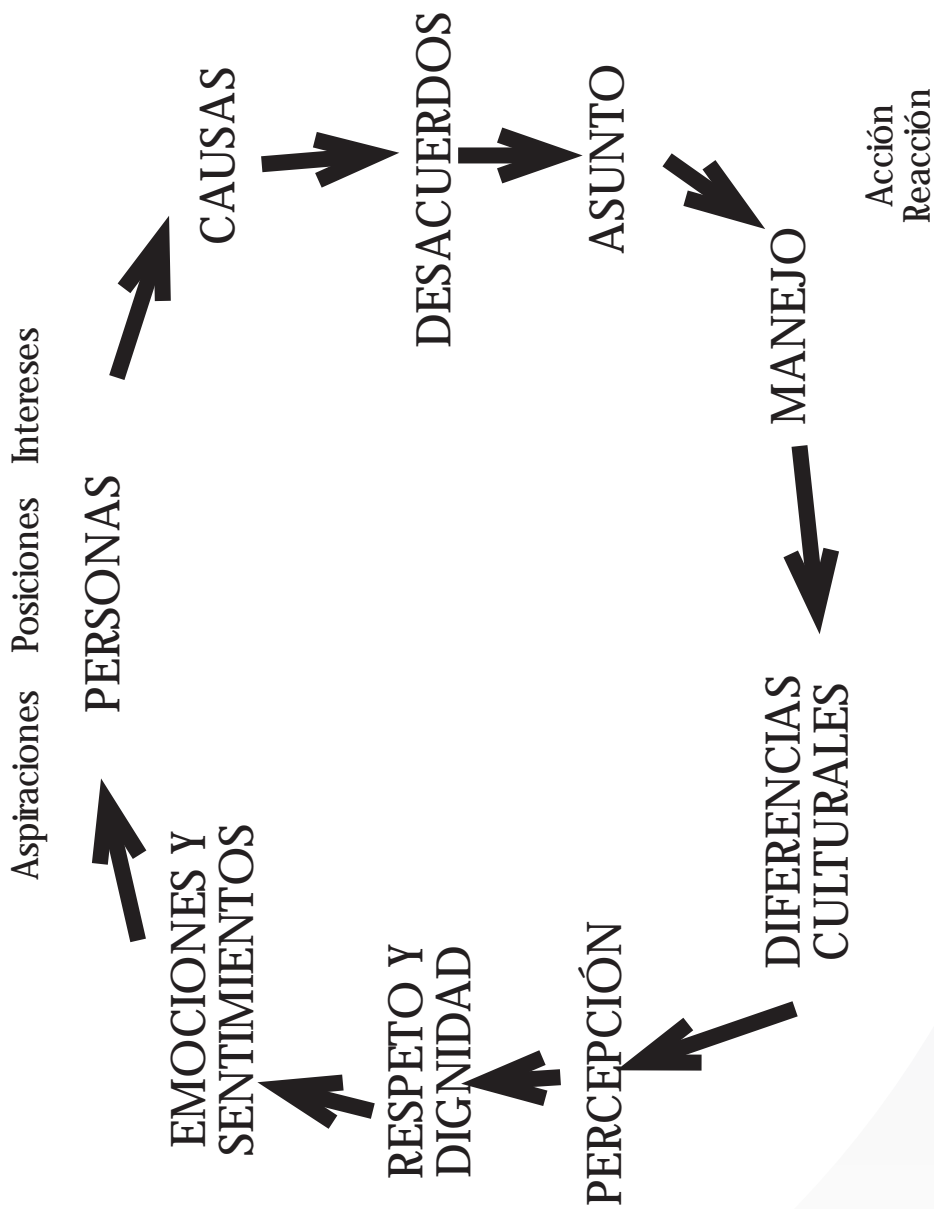 Aspiraciones Posiciones Intereses
PERSONAS
CAUSAS
DESACUERDOS
ASUNTO
MANEJO
Acción
Reacción
DIFERENCIAS
CULTURALES
PERCEPCIÓN
RESPETO Y
DIGNIDAD
EMOCIONES Y
SENTIMIENTOS